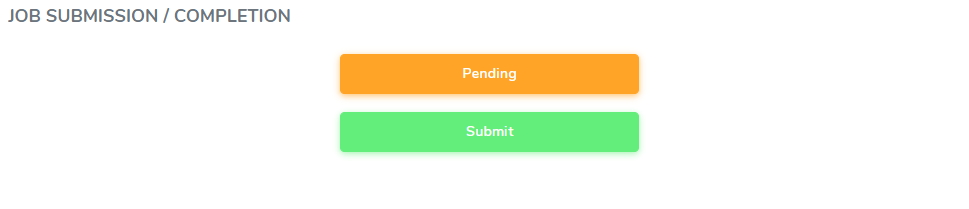 JOB SUBMISSION / COMPLETION
Pending
Submit